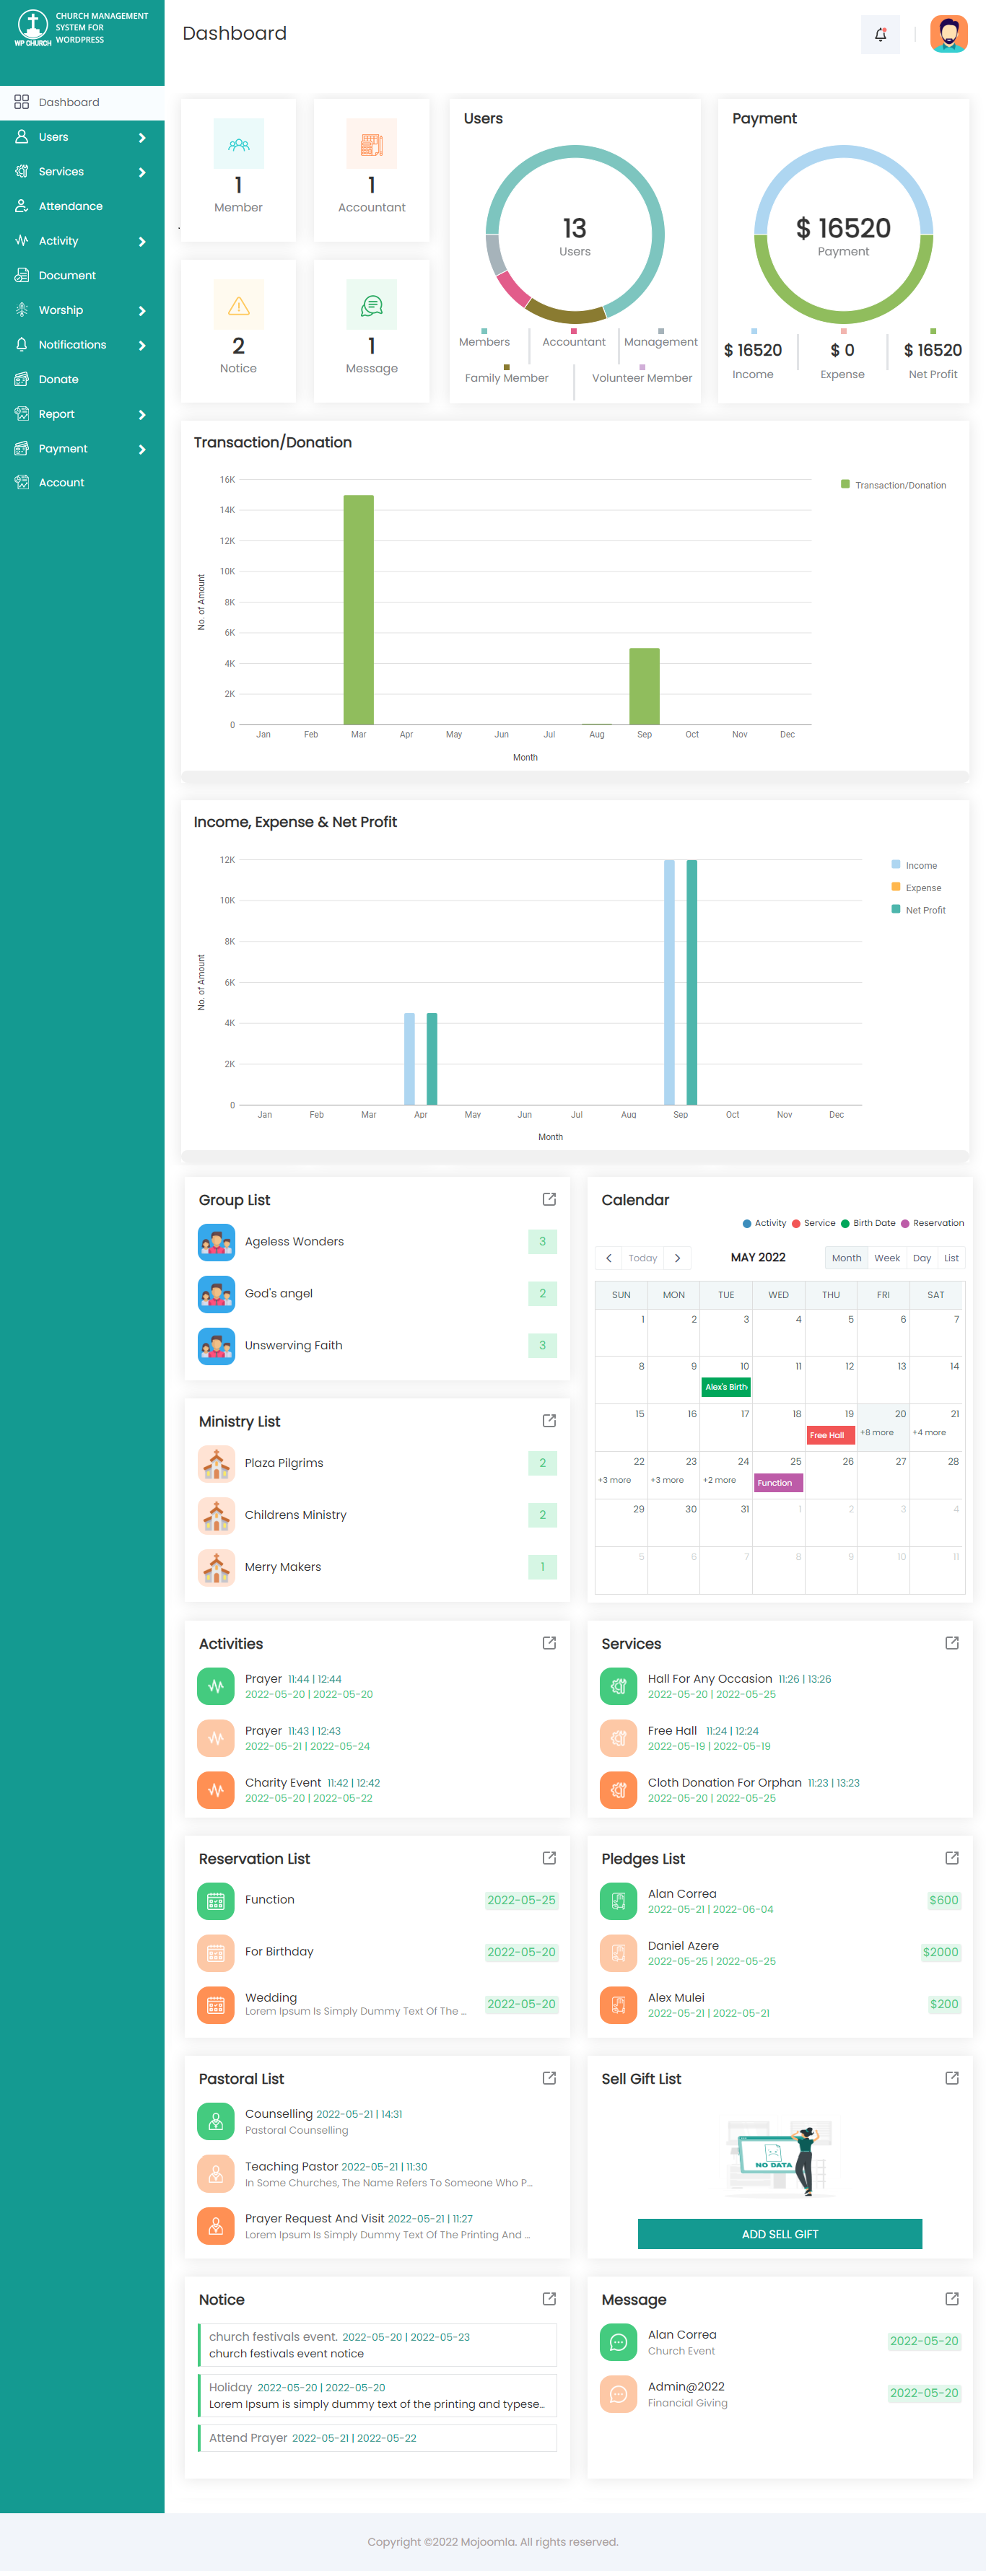 CHURCH MANAGEMENT
SYSTEM FOR
WORDPRESS
WP CHURCH
Dashboard
Dashboard
Users
Services
Attendance
Activity
Document
Worship
Notifications
Donate
Report
Payment
Account
1
Member
1
Accountant
2
Notice
1
Message
Users
13
Users
Members
Accountant
Management
Family Member
Volunteer Member
Payment
$ 16520
Payment
$ 16520
Income
$ 0
Expense
$ 16520
Net Profit
Transaction/Donation
16K
14K
12K
10K
8K
6K
4K
2K
0
No. of Amount
Jan Feb Mar Apr May Jun Jul Aug Sep Oct Nov Dec
Month
Transaction/Donation
Income, Expense & Net Profit
12K
10K
8K
6K
4K
2K
0
No. of Amount
Jan Feb Mar Apr May Jun Jul Aug Sep Oct Nov Dec
Month
Income
Expense
Net Profit
Group List
Ageless Wonders 3
God's angel 2
Unswerving Faith 3
Ministry List
Plaza Pilgrims 2
Childrens Ministry 2
Merry Makers 1
Calendar
Activity Service Birth Date Reservation
Today
MAY 2022
Month Week Day List
SUN MON TUE WED THU FRI SAT
1 2 3 4 5 6 7
8 9 10 11 12 13 14
Alex's Birth
15 16 17 18 19 20 21
Free Hall +8 more +4 more
22 23 24 25 26 27 28
+3 more +3 more +2 more Function
29 30 31 1 2 3 4
5 6 7 8 9 10 11
Activities
Prayer 11:44 | 12:44
2022-05-20 | 2022-05-20
Prayer 11:43 | 12:43
2022-05-21 | 2022-05-24
Charity Event 11:42 | 12:42
2022-05-20 | 2022-05-22
Services
Hall For Any Occasion 11:26 | 13:26
2022-05-20 | 2022-05-25
Free Hall 11:24 | 12:24
2022-05-19 | 2022-05-19
Cloth Donation For Orphan 11:23 | 13:23
2022-05-20 | 2022-05-25
Reservation List
Function 2022-05-25
For Birthday 2022-05-20
Wedding
Lorem Ipsum Is Simply Dummy Text Of The ...
2022-05-20
Pledges List
Alan Correa
2022-05-21 | 2022-06-04
$600
Daniel Azere
2022-05-25 | 2022-05-25
$2000
Alex Mulei
2022-05-21 | 2022-05-21
$200
Pastoral List
Counselling 2022-05-21 | 14:31
Pastoral Counselling
Teaching Pastor 2022-05-21 | 11:30
In Some Churches, The Name Refers To Someone Who P...
Prayer Request And Visit 2022-05-21 | 11:27
Lorem Ipsum Is Simply Dummy Text Of The Printing And ...
Sell Gift List
NO DATA
ADD SELL GIFT
Notice
church festivals event. 2022-05-20 | 2022-05-23
church festivals event notice
Holiday 2022-05-20 | 2022-05-20
Lorem Ipsum is simply dummy text of the printing and typese...
Attend Prayer 2022-05-21 | 2022-05-22
Message
Alan Correa
Church Event
2022-05-20
Admin@2022
Financial Giving
2022-05-20
Copyright ©2022 Mojoomla. All rights reserved.